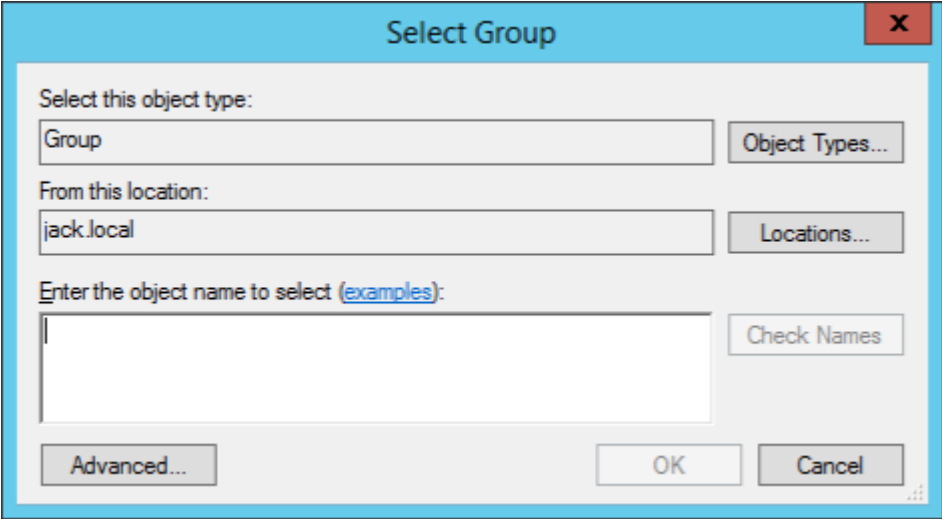 Select Group
x
Select this object type:
Group
Object Types...
From this location:
jack.local
Locations...
Enter the object name to select (examples):
Check Names
Advanced...
OK
Cancel